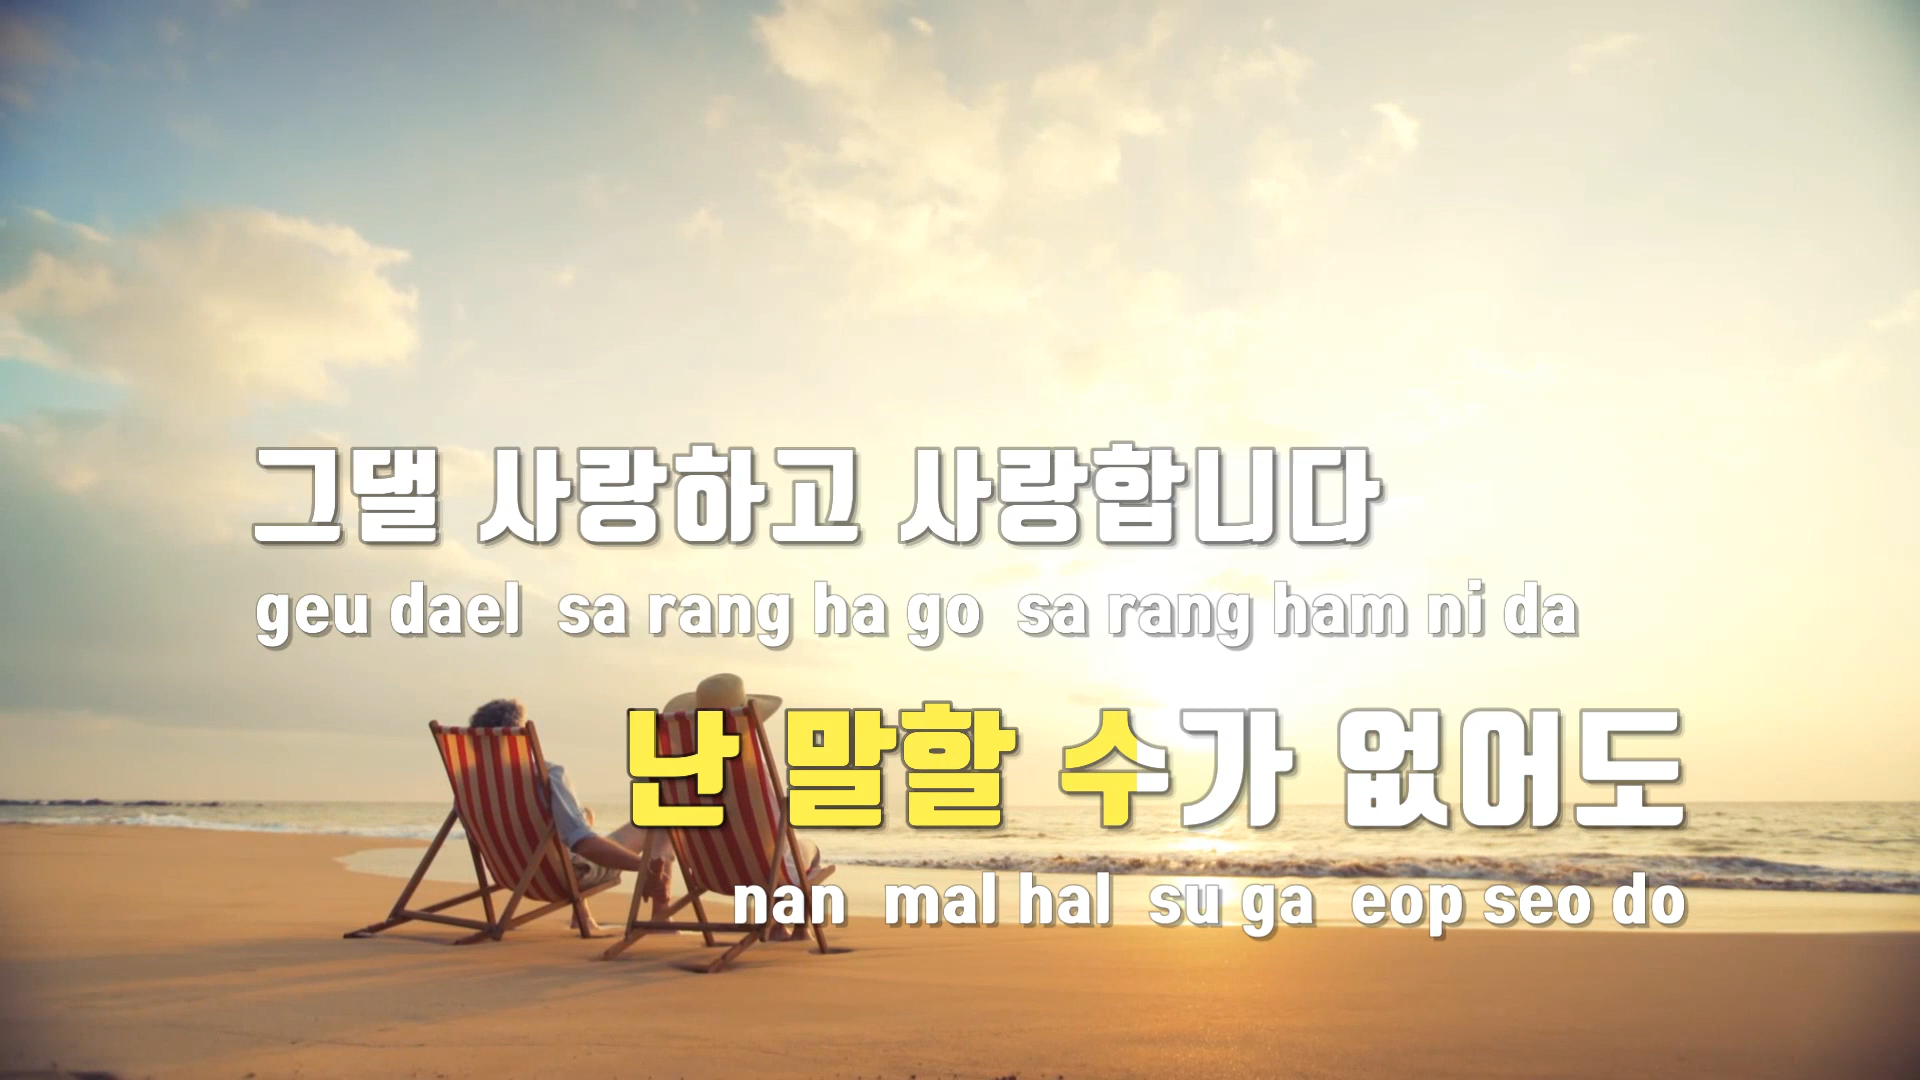 그댈 사랑하고 사랑합니다
geu dael sa rang ha go sa rang ham ni da
난 말할 수가 없어도
nan mal hal su ga eop seo do